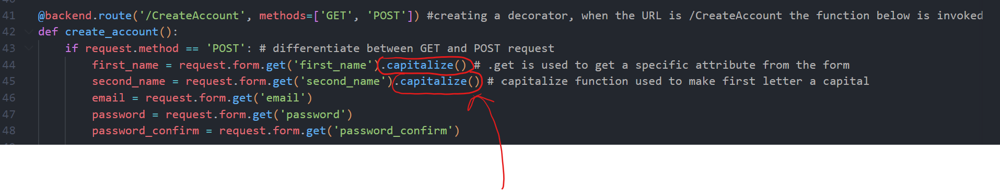 41 @backend.route('/CreateAccount', methods=['GET', 'POST']) #creating a decorator, when the URL is /CreateAccount the function below is invoked
42 def create_account():
43 if request.method == 'POST': # differentiate between GET and POST request
44 first_name = request.form.get('first_name').capitalize() # .get is used to get a specific attribute from the form
45 second_name = request.form.get('second_name').capitalize() # capitalize function used to make first letter a capital
46 email = request.form.get('email')
47 password = request.form.get('password')
48 password_confirm = request.form.get('password_confirm')